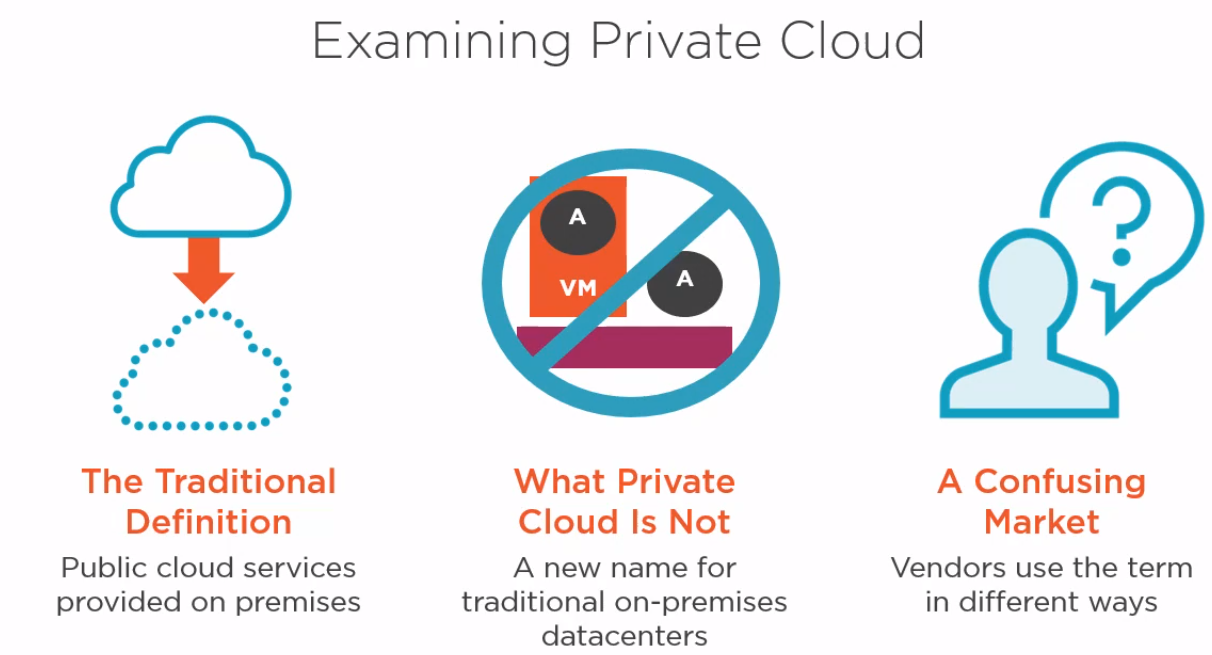 Examining Private Cloud
A
VM
A
?
The Traditional
Definition
Public cloud services
provided on premises
What Private
Cloud Is Not
A new name for
traditional on-premises
datacenters
A Confusing
Market
Vendors use the term
in different ways